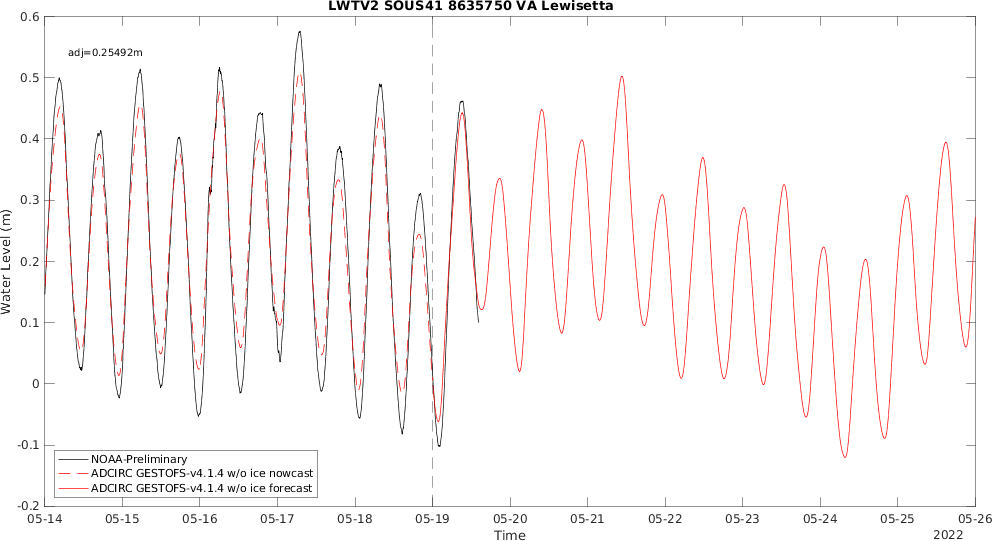 LWTV2 SOUS41 8635750 VA Lewisetta
adj=0.25492m
0.6
0.5
0.4
0.3
0.2
0.1
0
-0.1
-0.2
Water Level (m)
NOAA-Preliminary
ADCIRC GESTOFS-v4.1.4 w/o ice nowcast
ADCIRC GESTOFS-v4.1.4 w/o ice forecast
05-14 05-15 05-16 05-17 05-18 05-19 05-20 05-21 05-22 05-23 05-24 05-25 05-26
Time
2022